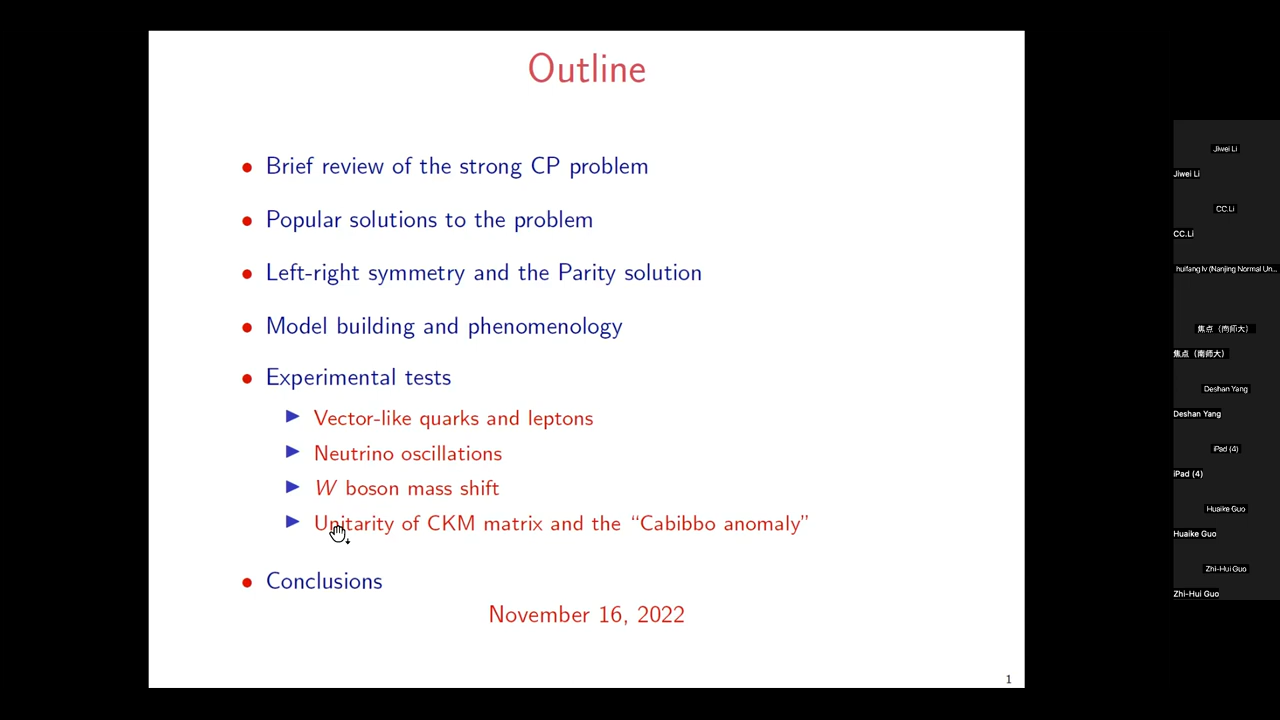 Outline
Brief review of the strong CP problem
Popular solutions to the problem
Left-right symmetry and the Parity solution
Model building and phenomenology
Experimental tests
Vector-like quarks and leptons
Neutrino oscillations
W boson mass shift
Unitarity of CKM matrix and the “Cabibbo anomaly”
Conclusions
November 16, 2022
1
Jiwei Li
Jiwei Li
CC.Li
CC.Li
huifang lv (Nanjing Normal Un...
焦点（南师大）
焦点（南师大）
Deshan Yang
Deshan Yang
iPad (4)
iPad (4)
Huaike Guo
Huaike Guo
Zhi-Hui Guo
Zhi-Hui Guo